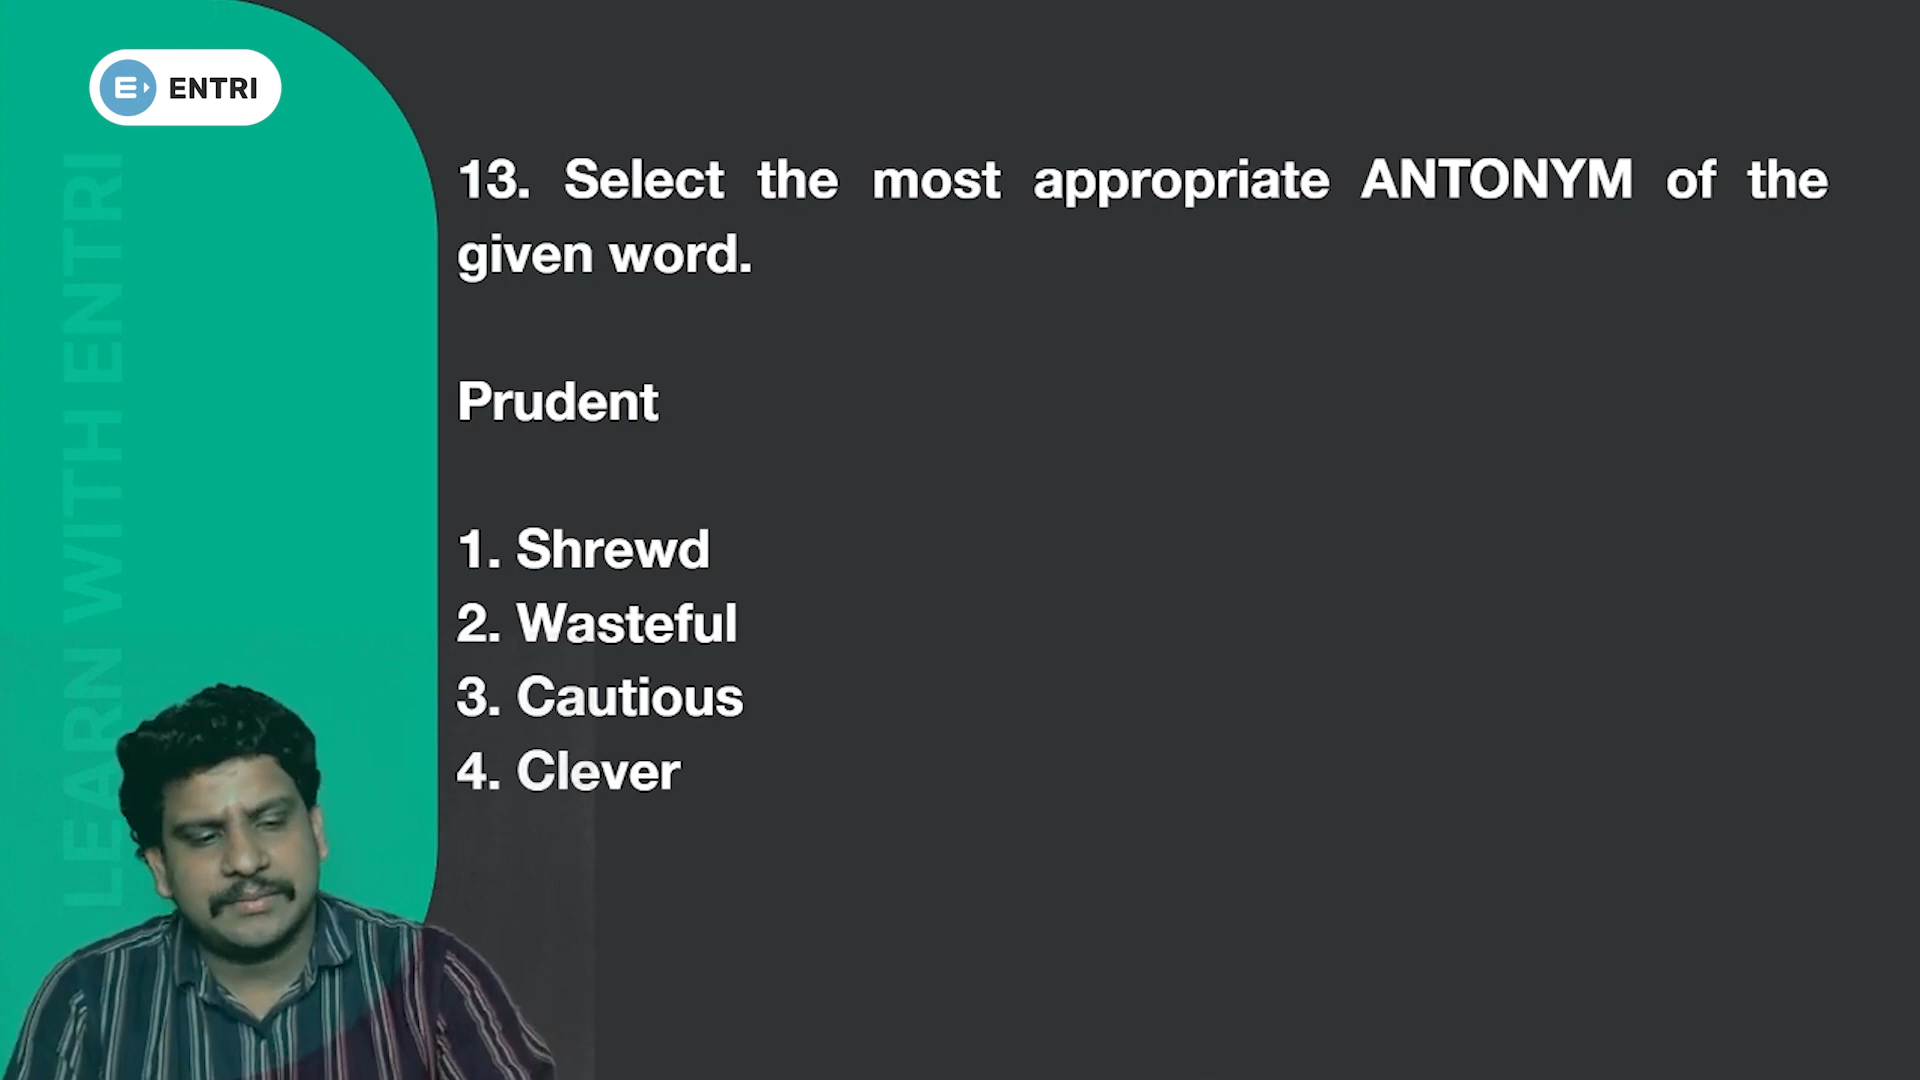 ENTRI
LEARN WITH ENTRI
13. Select the most appropriate ANTONYM of the
given word.
Prudent
1. Shrewd
2. Wasteful
3. Cautious
4. Clever